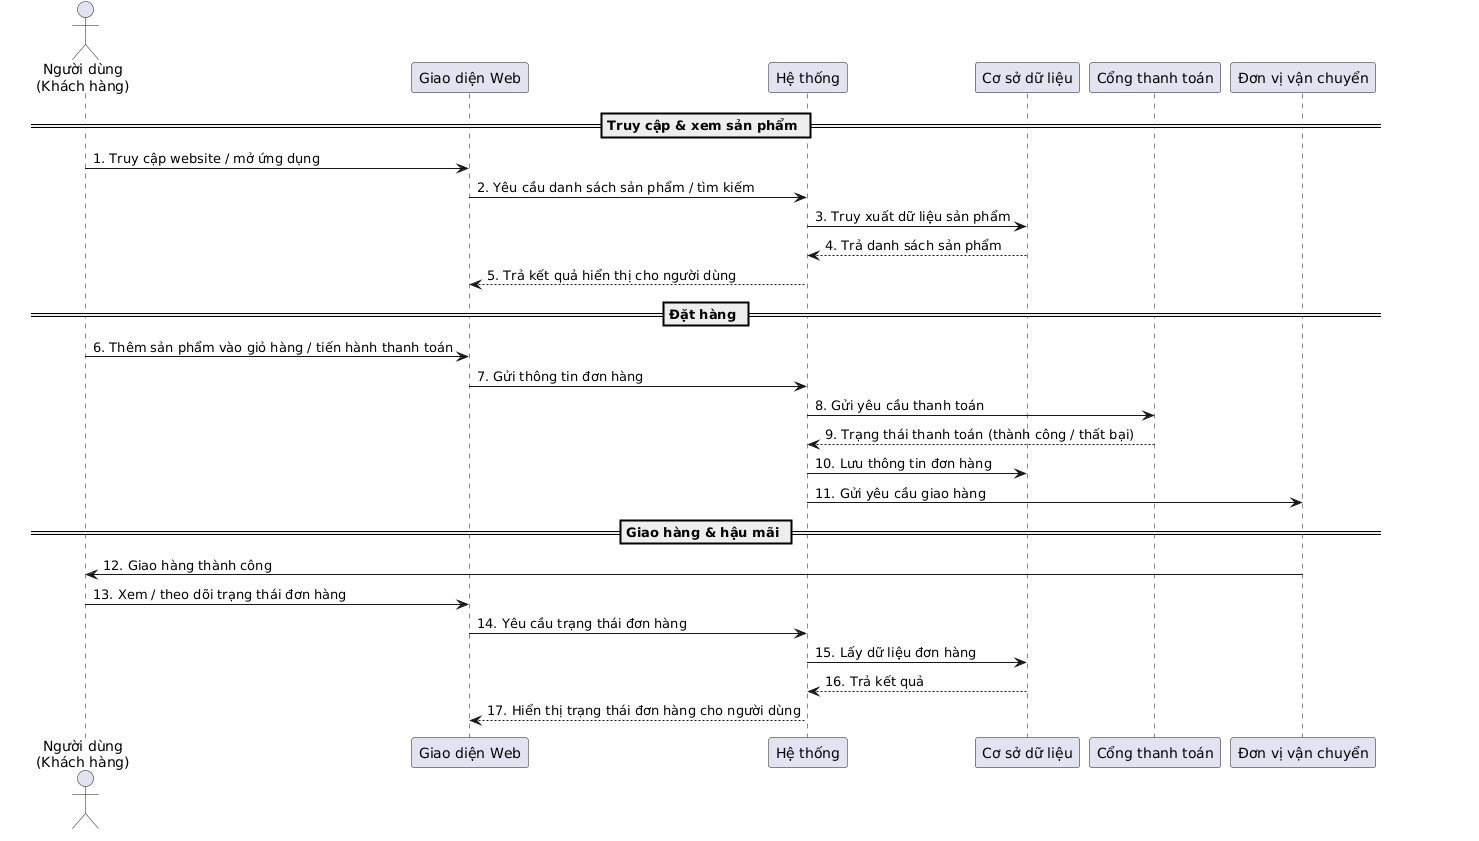 Người dùng
(Khách hàng)
Giao diện Web
Hệ thống
Cơ sở dữ liệu
Cổng thanh toán
Đơn vị vận chuyển
Truy cập & xem sản phẩm
1. Truy cập website / mở ứng dụng
2. Yêu cầu danh sách sản phẩm / tìm kiếm
3. Truy xuất dữ liệu sản phẩm
4. Trả danh sách sản phẩm
5. Trả kết quả hiển thị cho người dùng
Đặt hàng
6. Thêm sản phẩm vào giỏ hàng / tiến hành thanh toán
7. Gửi thông tin đơn hàng
8. Gửi yêu cầu thanh toán
9. Trạng thái thanh toán (thành công / thất bại)
10. Lưu thông tin đơn hàng
11. Gửi yêu cầu giao hàng
Giao hàng & hậu mãi
12. Giao hàng thành công
13. Xem / theo dõi trạng thái đơn hàng
14. Yêu cầu trạng thái đơn hàng
15. Lấy dữ liệu đơn hàng
16. Trả kết quả
17. Hiển thị trạng thái đơn hàng cho người dùng
Người dùng
(Khách hàng)
Giao diện Web
Hệ thống
Cơ sở dữ liệu
Cổng thanh toán
Đơn vị vận chuyển